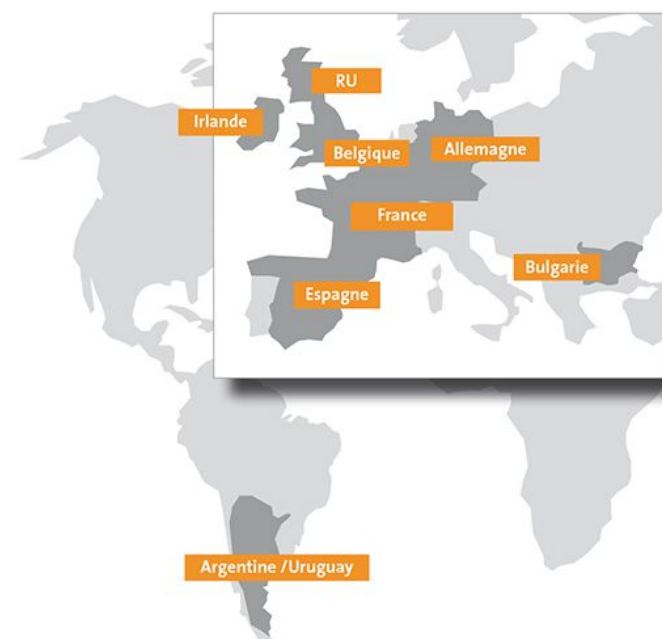 RU
Irlande
Belgique
Allemagne
France
Bulgarie
Espagne
Argentine /Uruguay